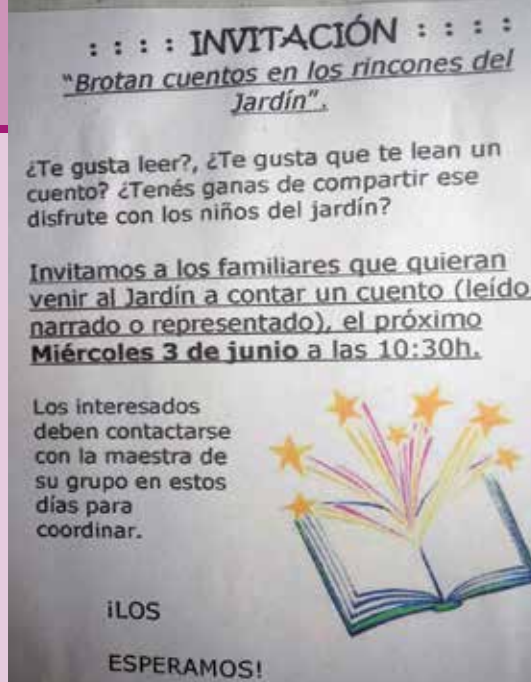 : : : : INVITACIÓN : : : :
"Brotan cuentos en los rincones del
Jardín".
¿Te gusta leer?, ¿Te gusta que te lean un
cuento? ¿Tenés ganas de compartir ese
disfrute con los niños del jardín?
Invitamos a los familiares que quieran
venir al Jardín a contar un cuento (leído,
narrado o representado), el próximo
Miércoles 3 de junio a las 10:30h.
Los interesados
deben contactarse
con la maestra de
su grupo en estos
días para
coordinar.
¡LOS
ESPERAMOS!